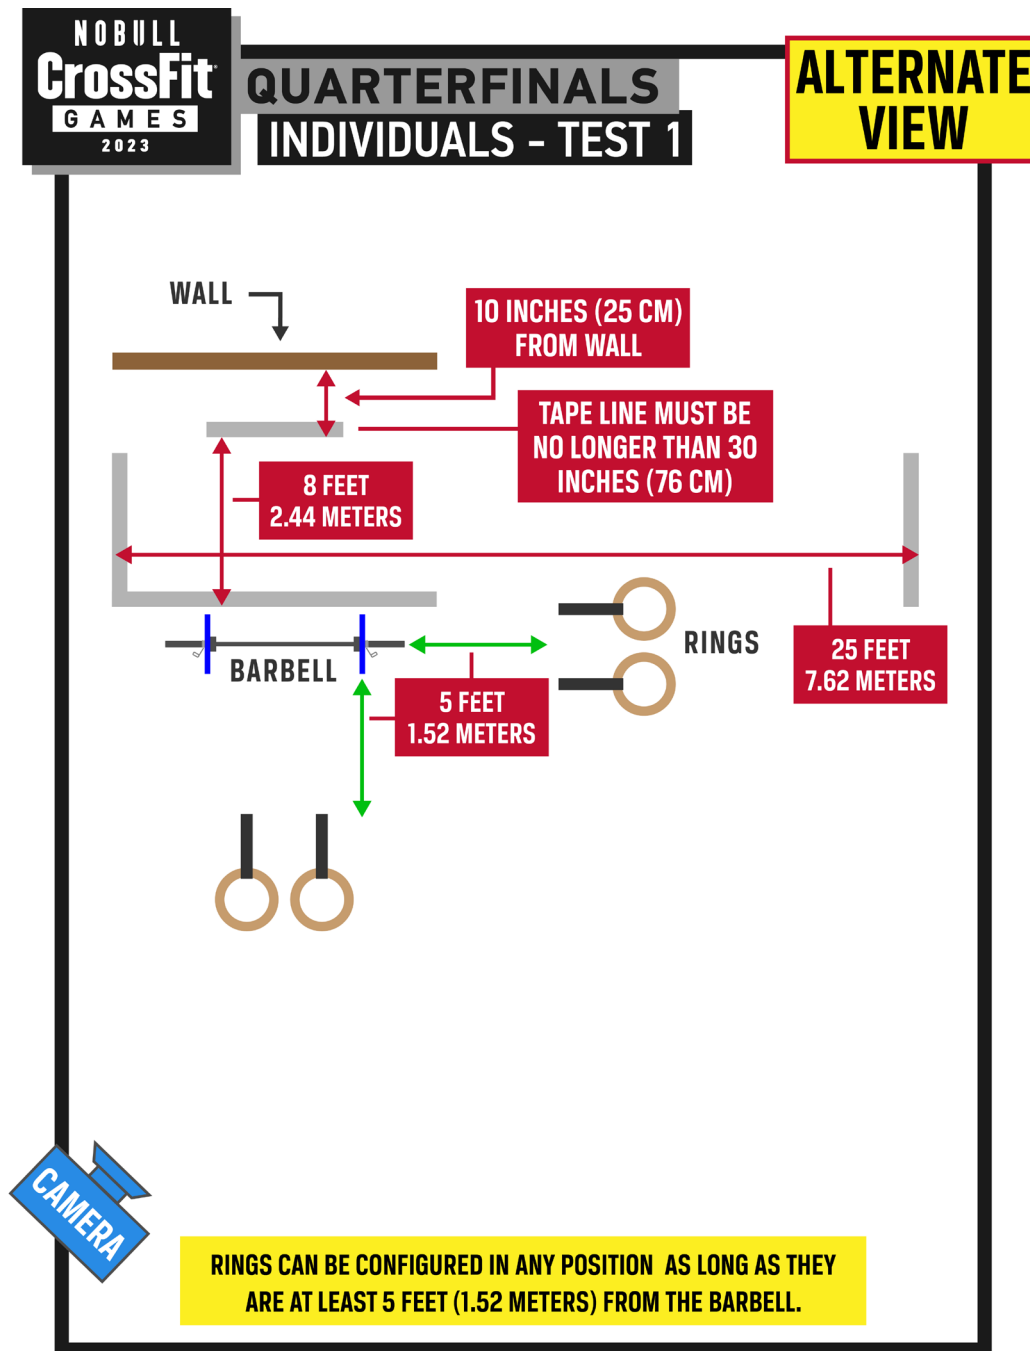 NOBULL
CrossFit
GAMES
2023
QUARTERFINALS
INDIVIDUALS - TEST 1
ALTERNATE
VIEW
WALL
10 INCHES (25 CM)
FROM WALL
TAPE LINE MUST BE
NO LONGER THAN 30
INCHES (76 CM)
8 FEET
2.44 METERS
RINGS
25 FEET
7.62 METERS
BARBELL
5 FEET
1.52 METERS
CAMERA
RINGS CAN BE CONFIGURED IN ANY POSITION AS LONG AS THEY
ARE AT LEAST 5 FEET (1.52 METERS) FROM THE BARBELL.